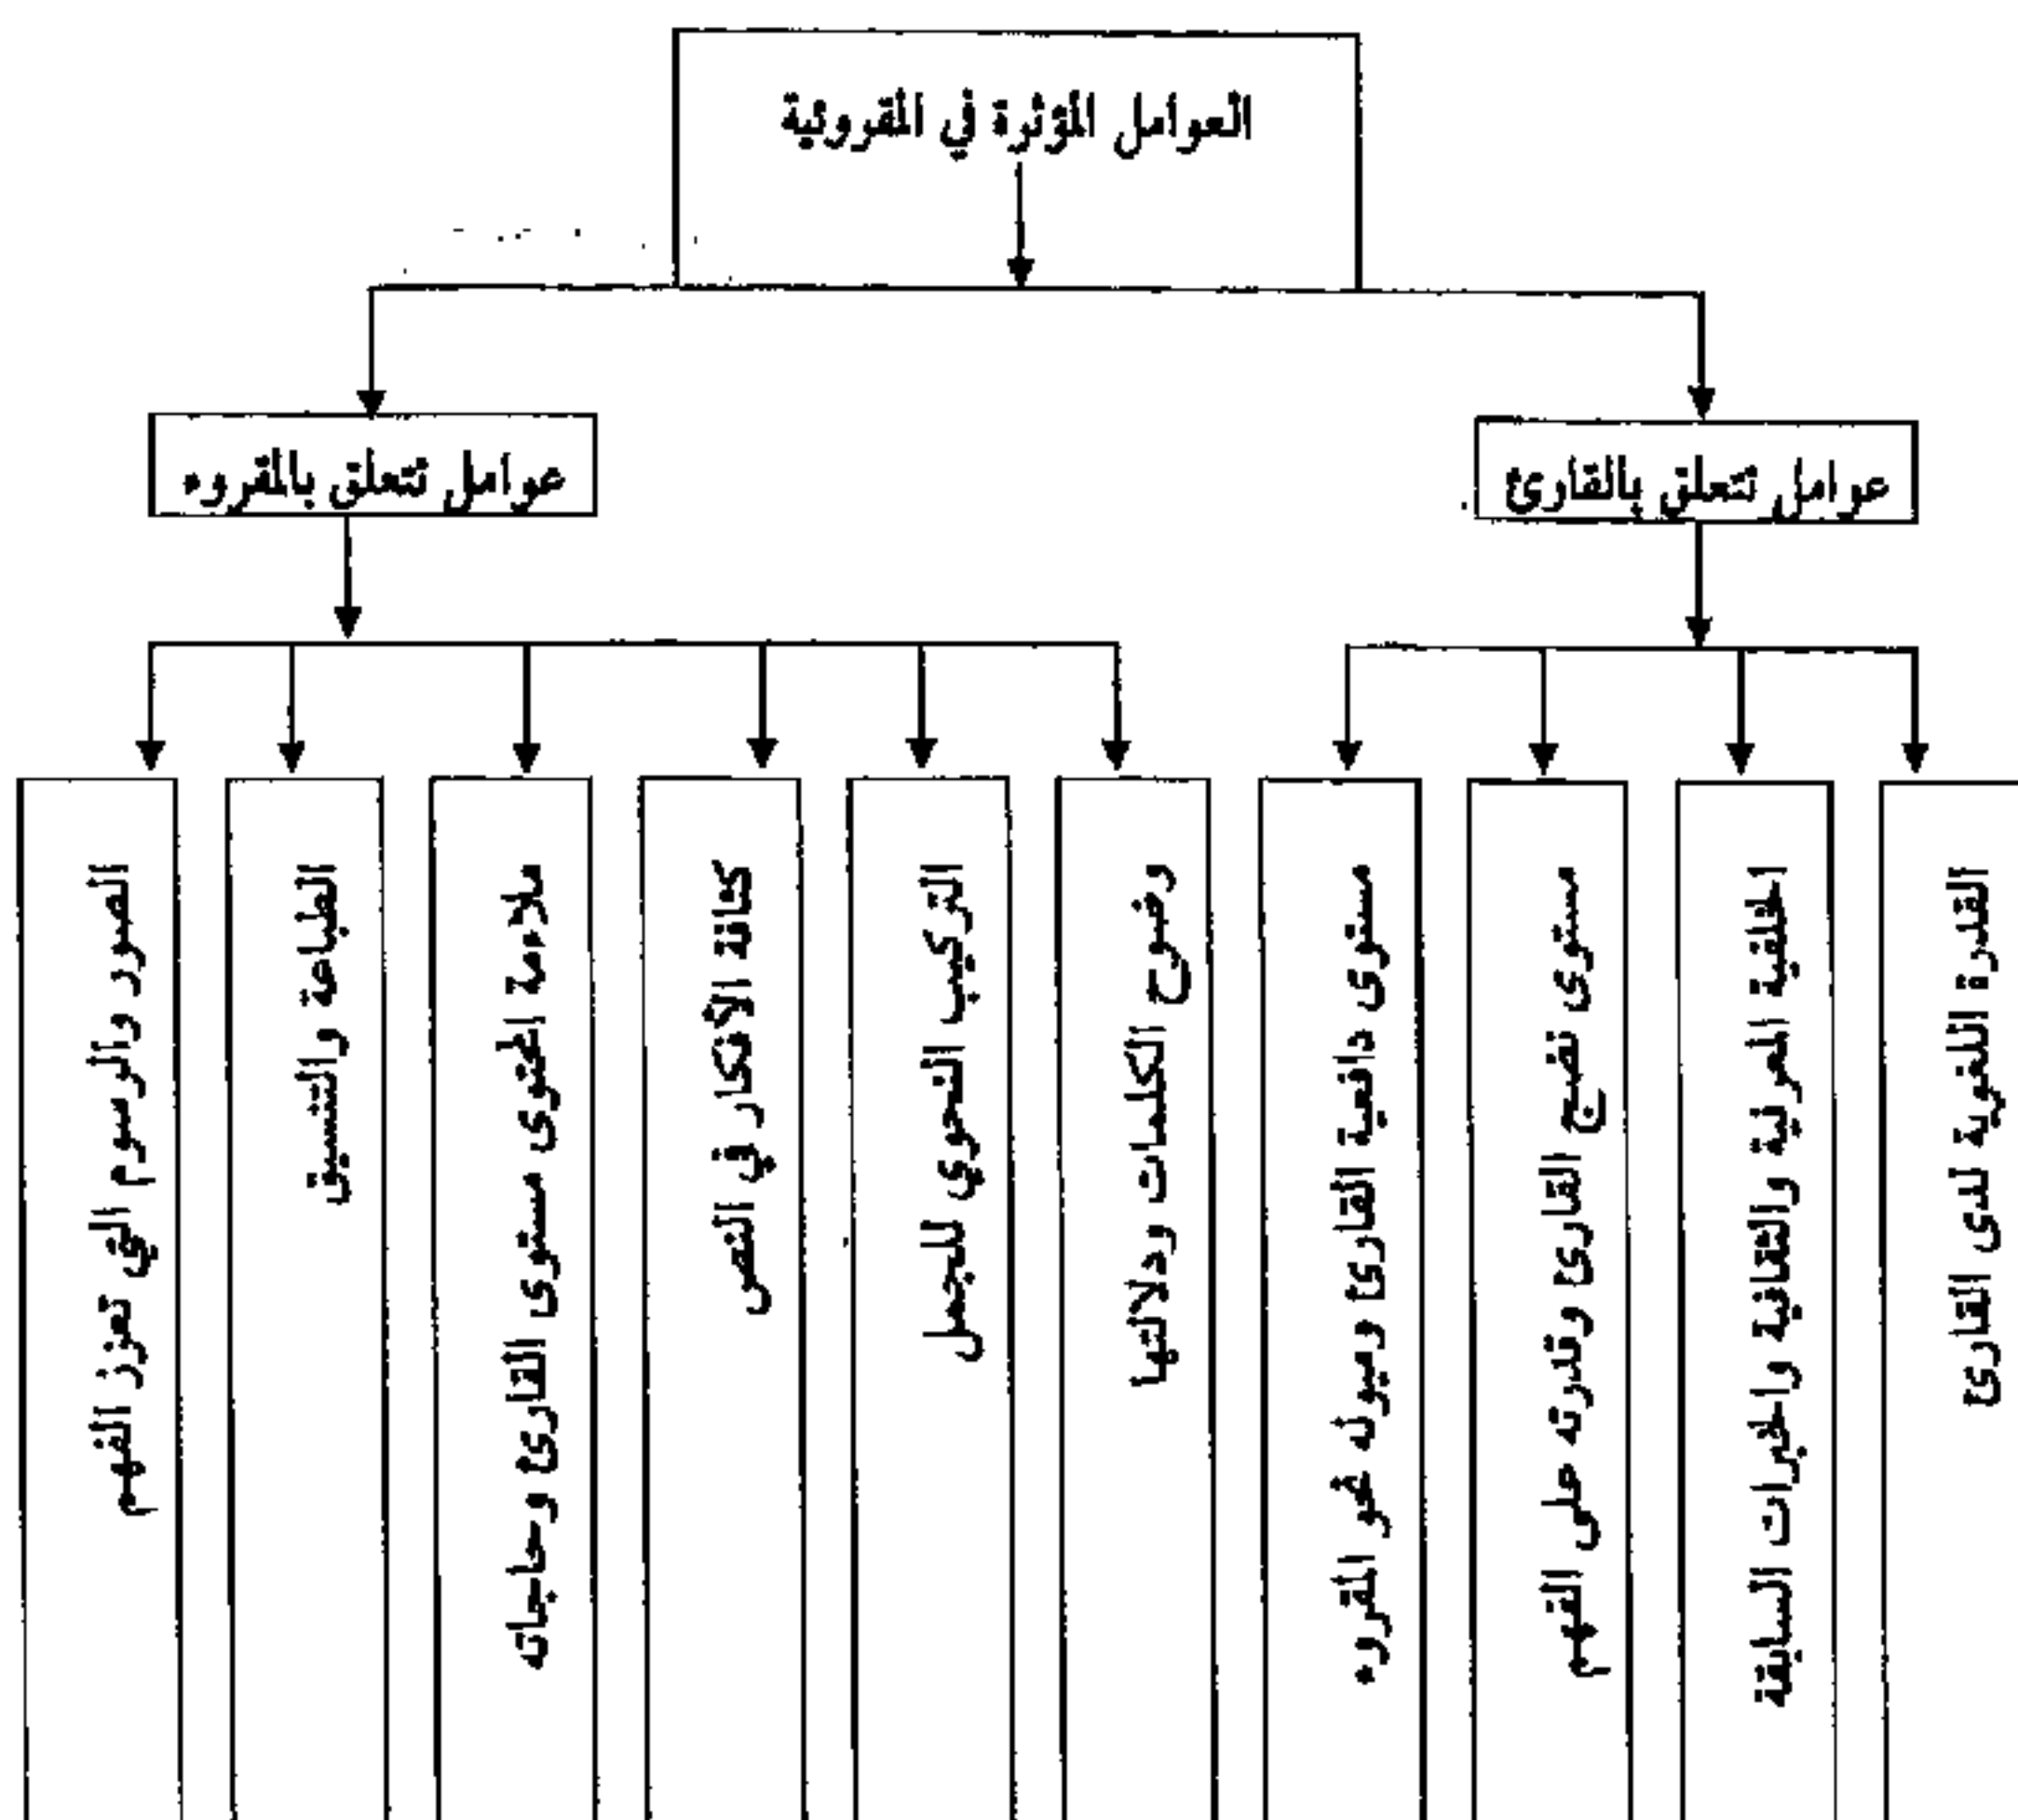 العوامل المؤثرة في المقروئية
عوامل تتعلق بالقارئ
عوامل تتعلق بالمقروء
القدرة اللغوية لدى القارئ
الخلفية المعرفية والثقافية والخبرات السابقة
مستوى نضج القارئ وقدرته على الفهم
مستوى دافعية القارئ وميوله نحو المقروء
وضوح الكلمات ودلالتها
التركيب النحوي للجمل
كثافة الأفكار في النص
ملاءمة المحتوى مستوى القارئ وحاجاته
الطباعة والتنسيق
الصور والرسوم التي تعزز الفهم